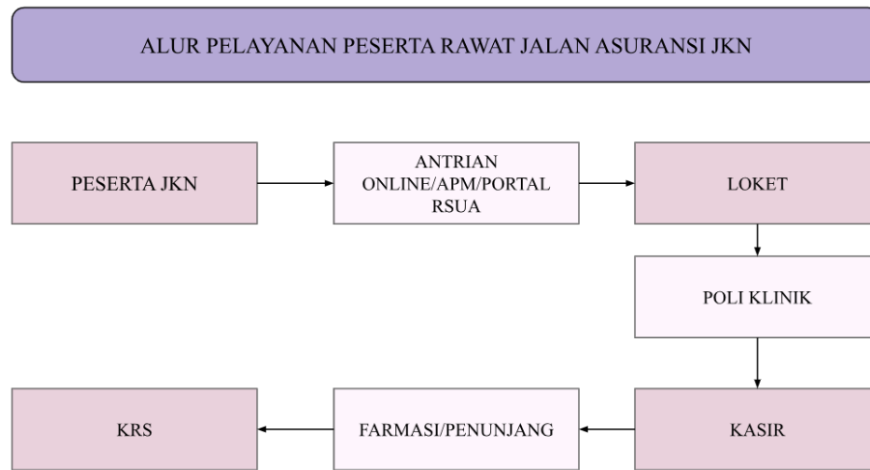 ALUR PELAYANAN PESERTA RAWAT JALAN ASURANSI JKN
PESERTA JKN
ANTRIAN
ONLINE/APM/PORTAL
RSUA
LOKET
POLI KLINIK
KASIR
FARMASI/PENUNJANG
KRS